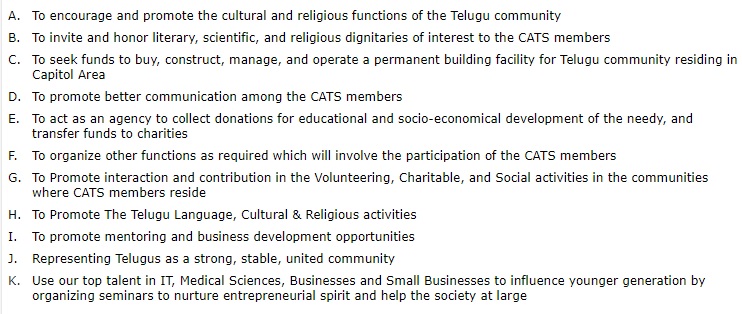 A. To encourage and promote the cultural and religious functions of the Telugu community
B. To invite and honor literary, scientific, and religious dignitaries of interest to the CATS members
C. To seek funds to buy, construct, manage, and operate a permanent building facility for Telugu community residing in
Capitol Area
D. To promote better communication among the CATS members
E. To act as an agency to collect donations for educational and socio-economical development of the needy, and
transfer funds to charities
F. To organize other functions as required which will involve the participation of the CATS members
G. To Promote interaction and contribution in the Volunteering, Charitable, and Social activities in the communities
where CATS members reside
H. To Promote The Telugu Language, Cultural & Religious activities
I. To promote mentoring and business development opportunities
J. Representing Telugus as a strong, stable, united community
K. Use our top talent in IT, Medical Sciences, Businesses and Small Businesses to influence younger generation by
organizing seminars to nurture entrepreneurial spirit and help the society at large